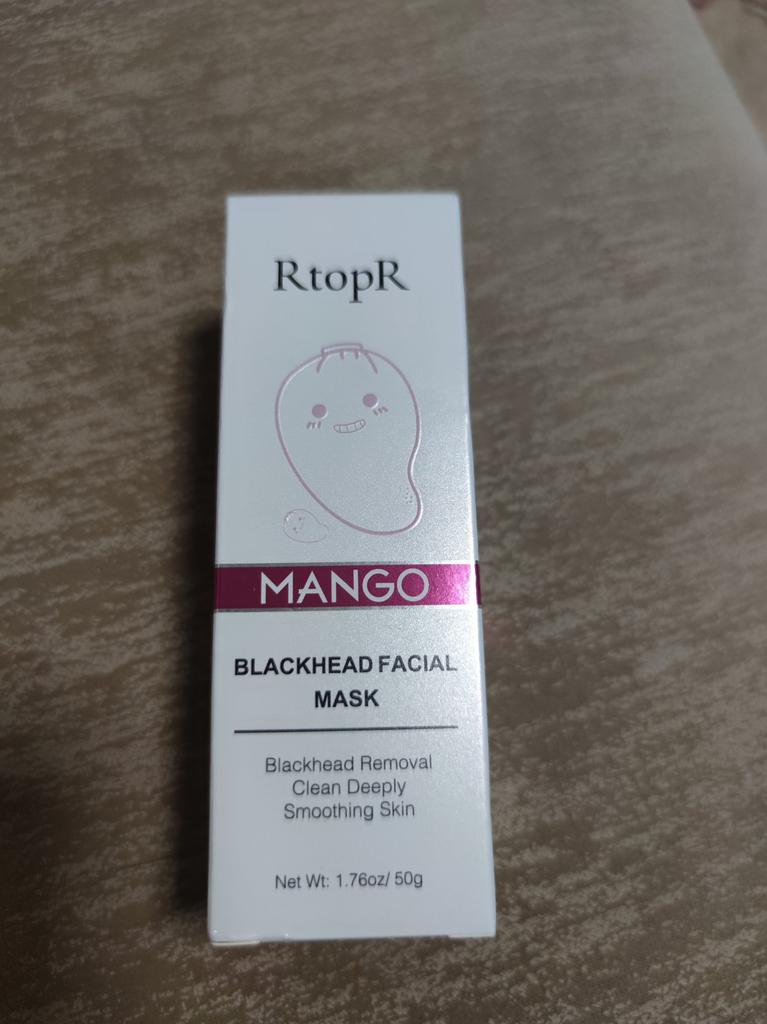 RtopR
MANGO
BLACKHEAD FACIAL
MASK
Blackhead Removal
Clean Deeply
Smoothing Skin
Net Wt: 1.76oz/ 50g